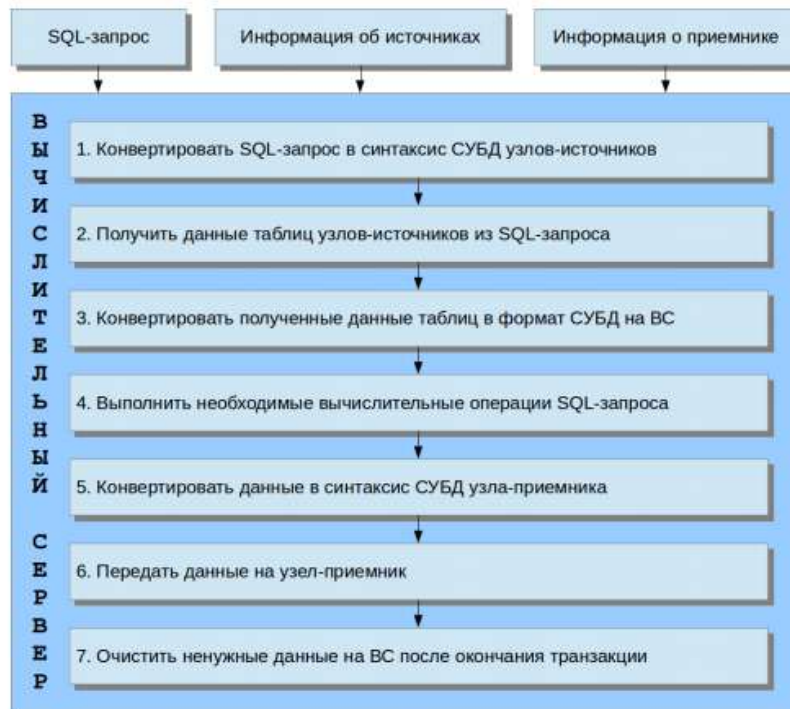 SQL-запрос
Информация об источниках
Информация о приемнике
ВЫЧИСЛИТЕЛЬНЫЙ СЕРВЕР
1. Конвертировать SQL-запрос в синтаксис СУБД узлов-источников
2. Получить данные таблиц узлов-источников из SQL-запроса
3. Конвертировать полученные данные таблиц в формат СУБД на ВС
4. Выполнить необходимые вычислительные операции SQL-запроса
5. Конвертировать данные в синтаксис СУБД узла-приемника
6. Передать данные на узел-приемник
7. Очистить ненужные данные на ВС после окончания транзакции